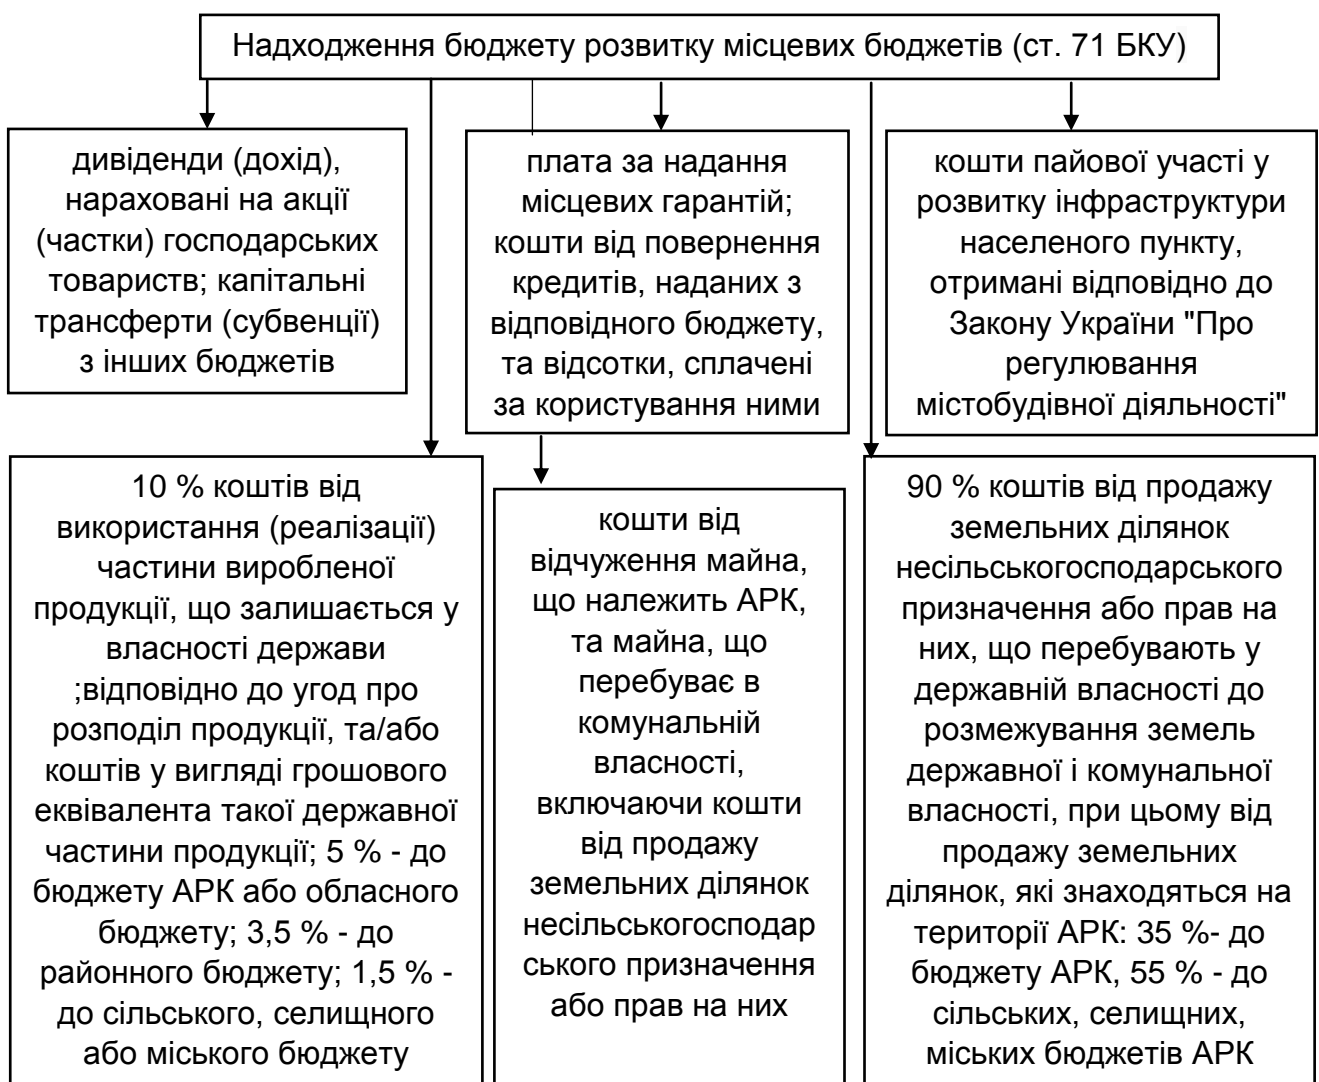 Надходження бюджету розвитку місцевих бюджетів (ст. 71 БКУ)
дивіденди (дохід),
нараховані на акції
(частки) господарських
товариств; капітальні
трансферти (субвенції)
з інших бюджетів
плата за надання
місцевих гарантій;
кошти від повернення
кредитів, наданих з
відповідного бюджету,
та відсотки, сплачені
за користування ними
кошти пайової участі у
розвитку інфраструктури
населеного пункту,
отримані відповідно до
Закону України "Про
регулювання
містобудівної діяльності"
10 % коштів від
використання (реалізації)
частини виробленої
продукції, що залишається у
власності держави
;відповідно до угод про
розподіл продукції, та/або
коштів у вигляді грошового
еквівалента такої державної
частини продукції; 5 % - до
бюджету АРК або обласного
бюджету; 3,5 % - до
районного бюджету; 1,5 % -
до сільського, селищного
або міського бюджету
кошти від
відчуження майна,
що належить АРК,
та майна, що
перебуває в
комунальній
власності,
включаючи кошти
від продажу
земельних ділянок
несільськогосподар
ського призначення
або прав на них
90 % коштів від продажу
земельних ділянок
несільськогосподарського
призначення або прав на
них, що перебувають у
державній власності до
розмежування земель
державної і комунальної
власності, при цьому від
продажу земельних
ділянок, які знаходяться на
території АРК: 35 %- до
бюджету АРК, 55 % - до
сільських, селищних,
міських бюджетів АРК